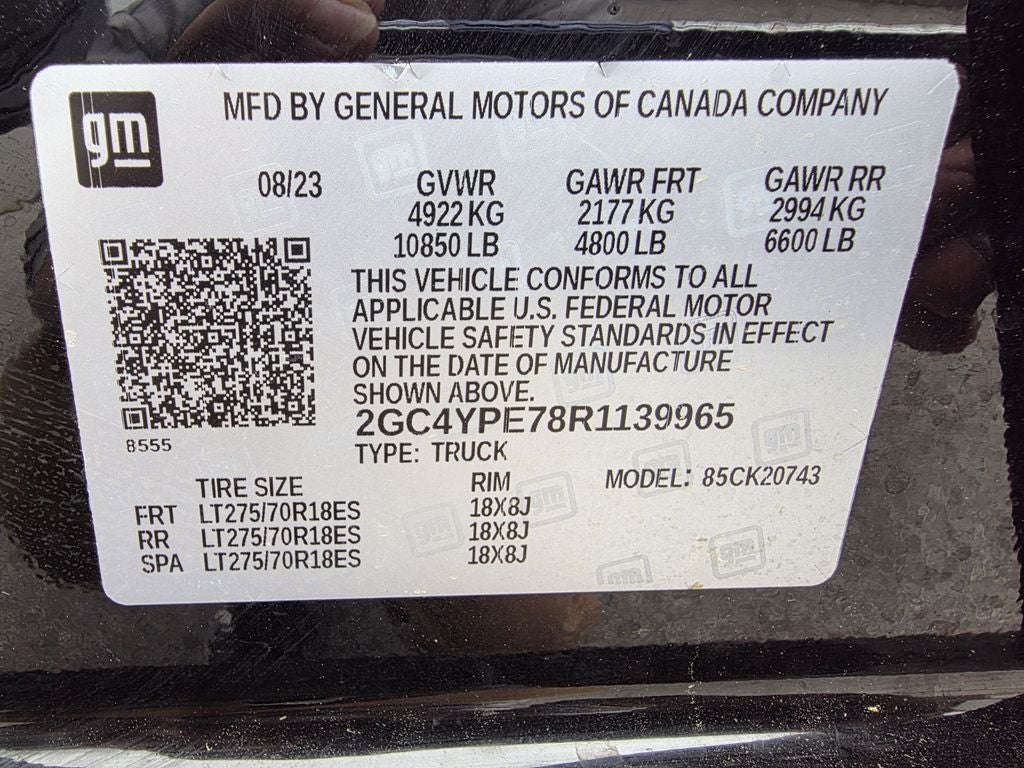 gm
MFD BY GENERAL MOTORS OF CANADA COMPANY
08/23 GVWR GAWR FRT GAWR RR
4922 KG 2177 KG 2994 KG
10850 LB 4800 LB 6600 LB
THIS VEHICLE CONFORMS TO ALL
APPLICABLE U.S. FEDERAL MOTOR
VEHICLE SAFETY STANDARDS IN EFFECT
ON THE DATE OF MANUFACTURE
SHOWN ABOVE.
2GC4YPE78R1139965
8555
TYPE: TRUCK
MODEL: 85CK20743
TIRE SIZE RIM
FRT LT275/70R18ES 18X8J
RR LT275/70R18ES 18X8J
SPA LT275/70R18ES 18X8J